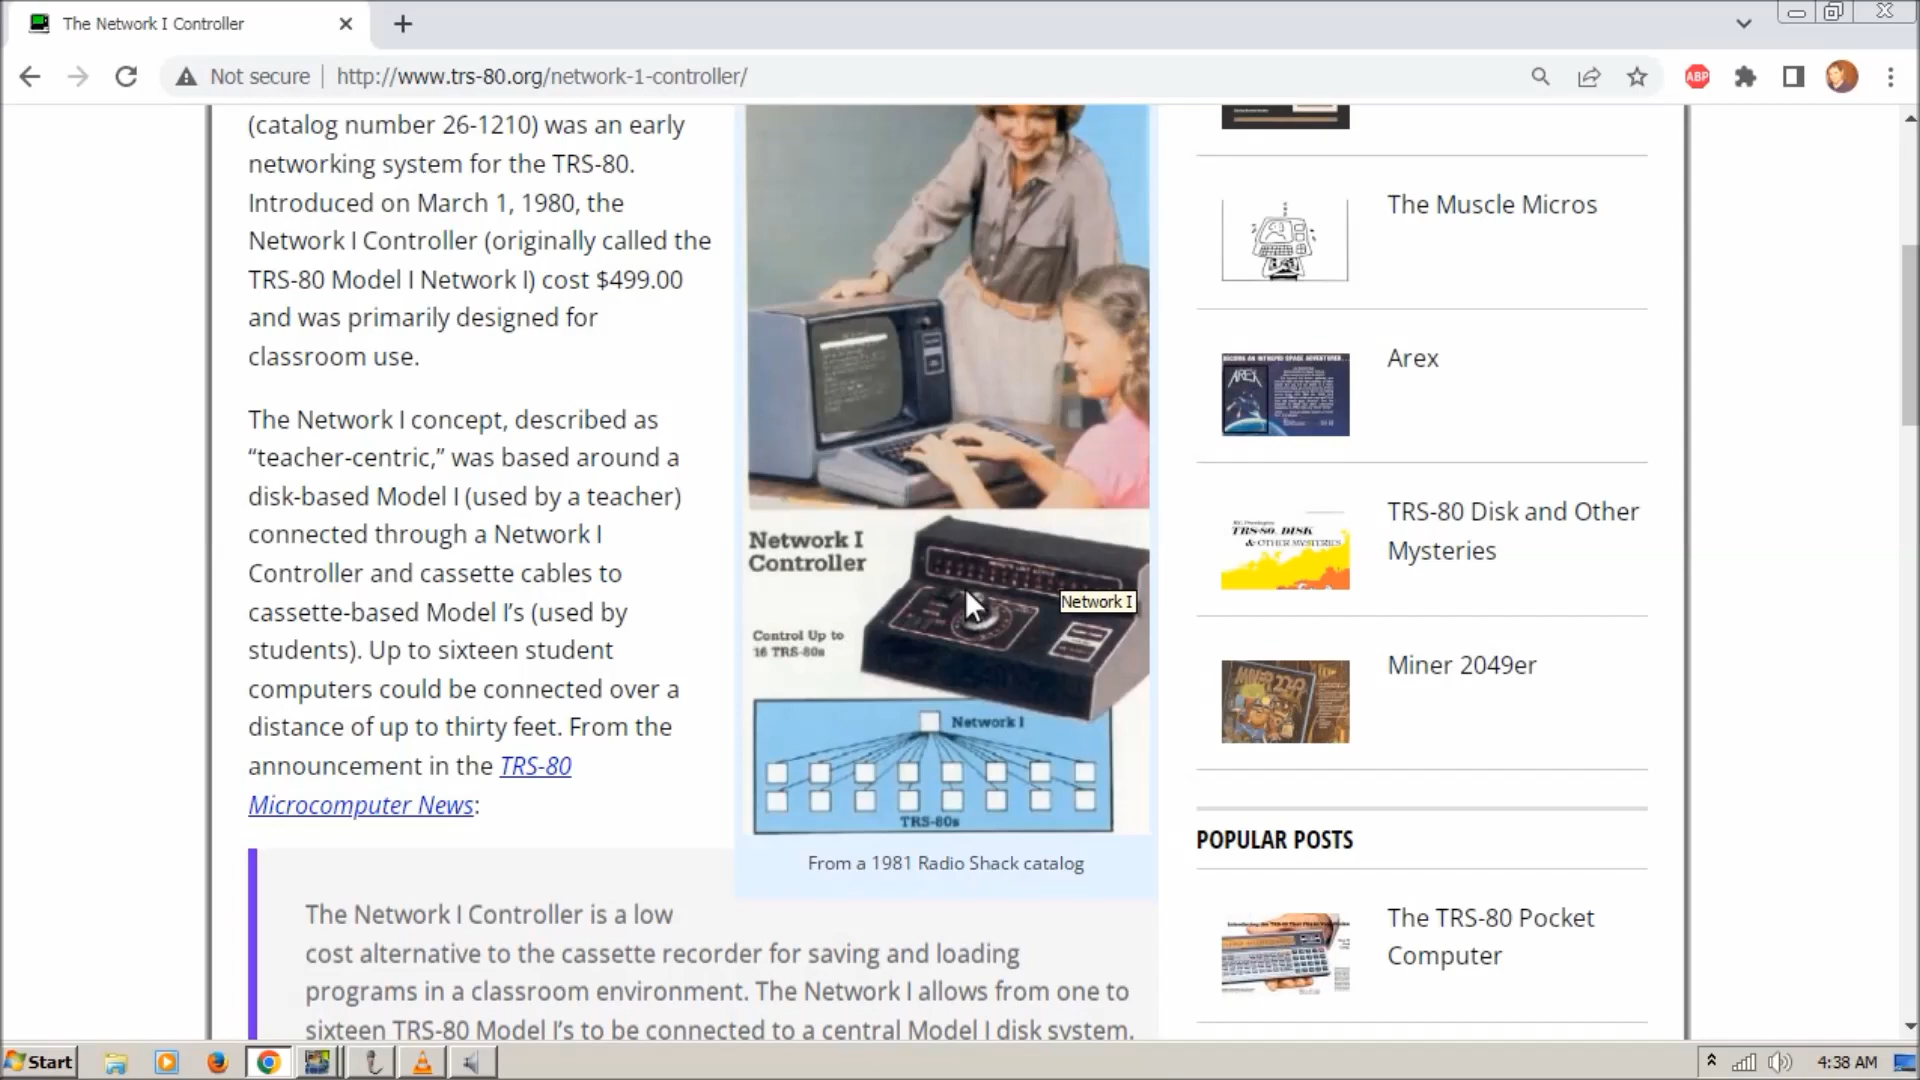 The Network I Controller
Not secure
http://www.trs-80.org/network-1-controller/
ABP
(catalog number 26-1210) was an early
networking system for the TRS-80.
Introduced on March 1, 1980, the
Network I Controller (originally called the
TRS-80 Model I Network I) cost $499.00
and was primarily designed for
classroom use.
The Network I concept, described as
“teacher-centric,” was based around a
disk-based Model I (used by a teacher)
connected through a Network I
Controller and cassette cables to
cassette-based Model I’s (used by
students). Up to sixteen student
computers could be connected over a
distance of up to thirty feet. From the
announcement in the TRS-80
Microcomputer News:
Network I
Controller
Control Up to
16 TRS-80s
Network I
Network I
TRS-80s
From a 1981 Radio Shack catalog
The Network I Controller is a low
cost alternative to the cassette recorder for saving and loading
programs in a classroom environment. The Network I allows from one to
sixteen TRS-80 Model I’s to be connected to a central Model I disk system.
The Muscle Micros
AREX
Arex
TRS-80 DISK
& OTHER MYSTERIES
TRS-80 Disk and Other
Mysteries
Miner 2049er
POPULAR POSTS
The TRS-80 Pocket
Computer
Start
4:38 AM